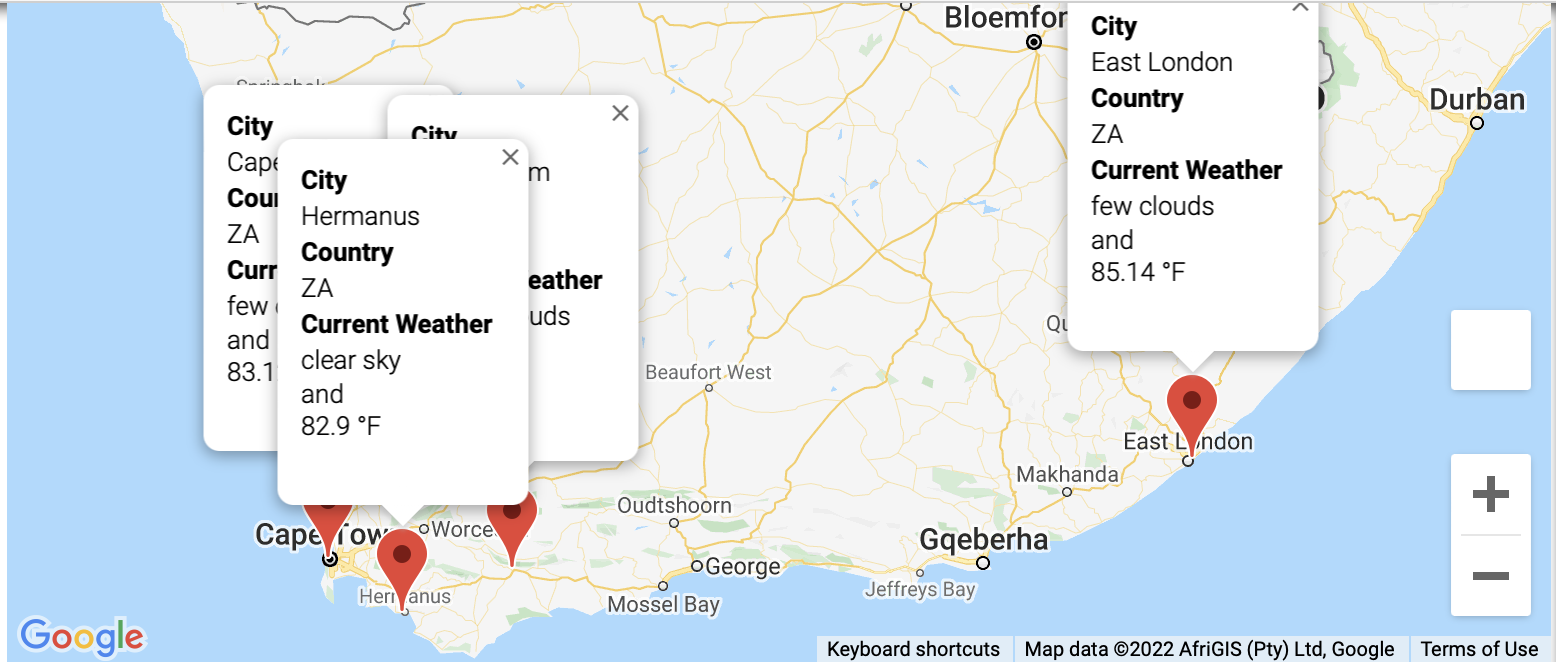 Bloemfon
City
East London
Country
ZA
Current Weather
few clouds
and
85.14 °F
Durban
City
Cape
Coun
ZA
Curr
few
and
83.1
City
m
eather
uds
City
Hermanus
Country
ZA
Current Weather
clear sky
and
82.9 °F
Qu
Beaufort West
East London
Makhanda
Oudtshoorn
Cape Tow
Worce
Gqeberha
George
Jeffreys Bay
Hermanus
Mossel Bay
Google
Keyboard shortcuts
Map data ©2022 AfriGIS (Pty) Ltd, Google
Terms of Use